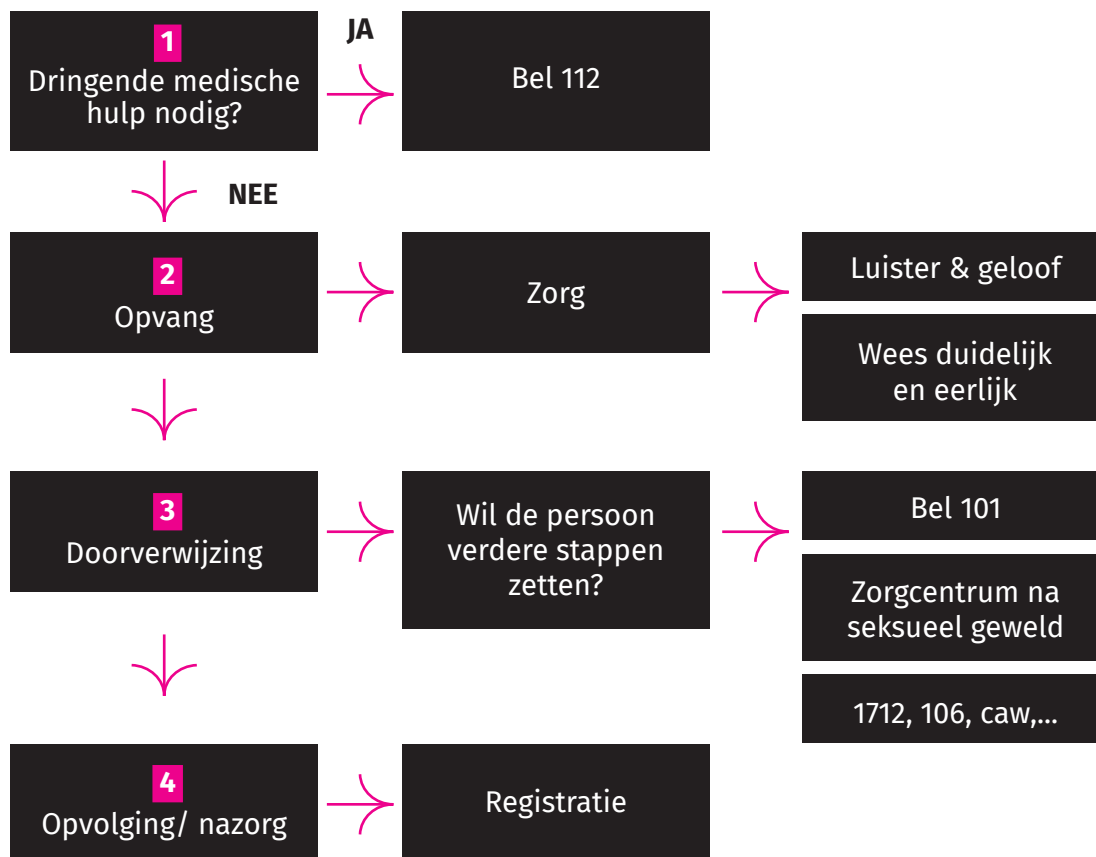 1
Dringende medische
hulp nodig?
JA
Bel 112
NEE
2
Opvang
Zorg
Luister & geloof
Wees duidelijk
en eerlijk
3
Doorverwijzing
Wil de persoon
verdere stappen
zetten?
Bel 101
Zorgcentrum na
seksueel geweld
1712, 106, caw,...
4
Opvolging/ nazorg
Registratie